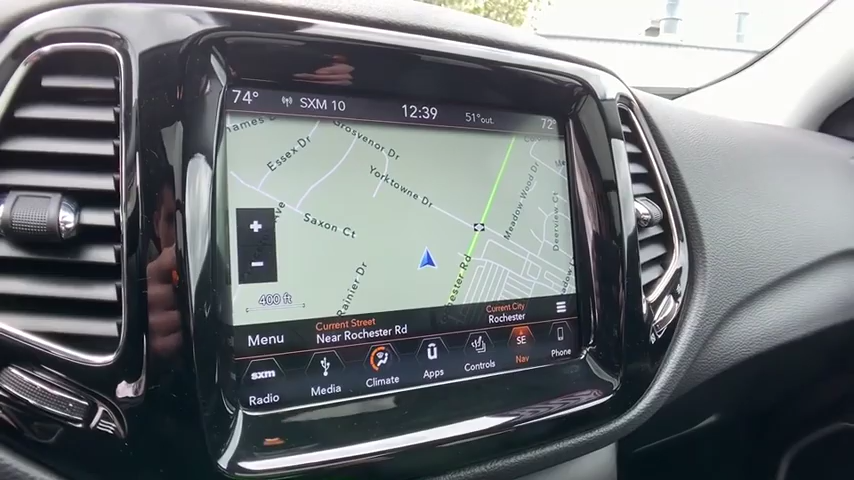 74° SXM 10 12:39 51°out. 72°
Grosvenor Dr
Essex Dr
Yorktowne Dr
Meadow Wood Dr
Deerview Ct
Saxon Ct
Rainier Dr
+
-
400 ft
Menu
Current Street
Near Rochester Rd
Current City
Rochester
sxm
SE
Radio Media Climate Apps Controls Nav Phone